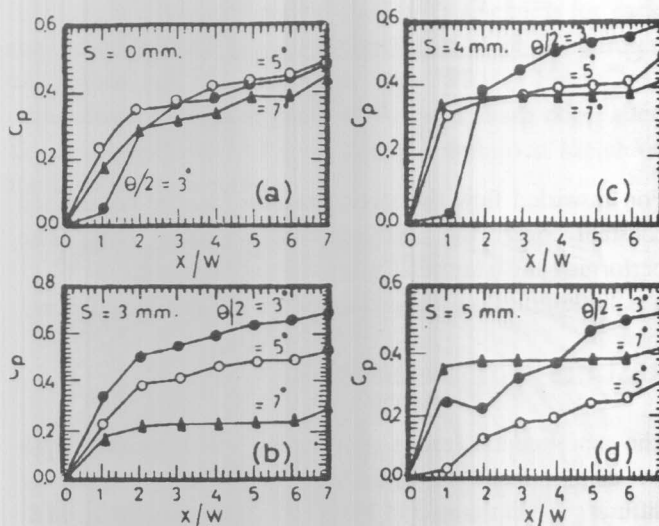 0,6
S = 0 mm.
= 5°
0,4
= 7°
Cp
0,2
θ/2 = 3°
(a)
0,0
0 1 2 3 4 5 6 7
X/W
0,6
S = 4 mm.
θ/2 = 3°
= 5°
0,4
= 7°
Cp
0,2
(c)
0,0
0 1 2 3 4 5 6
X/W
0,8
S = 3 mm.
θ/2 = 3°
0,6
= 5°
0,4
Cp
= 7°
0,2
(b)
0,0
0 1 2 3 4 5 6 7
X/W
0,6
S = 5 mm.
θ/2 = 3°
= 7°
0,4
Cp
= 5°
0,2
(d)
0,0
0 1 2 3 4 5 6
X/W